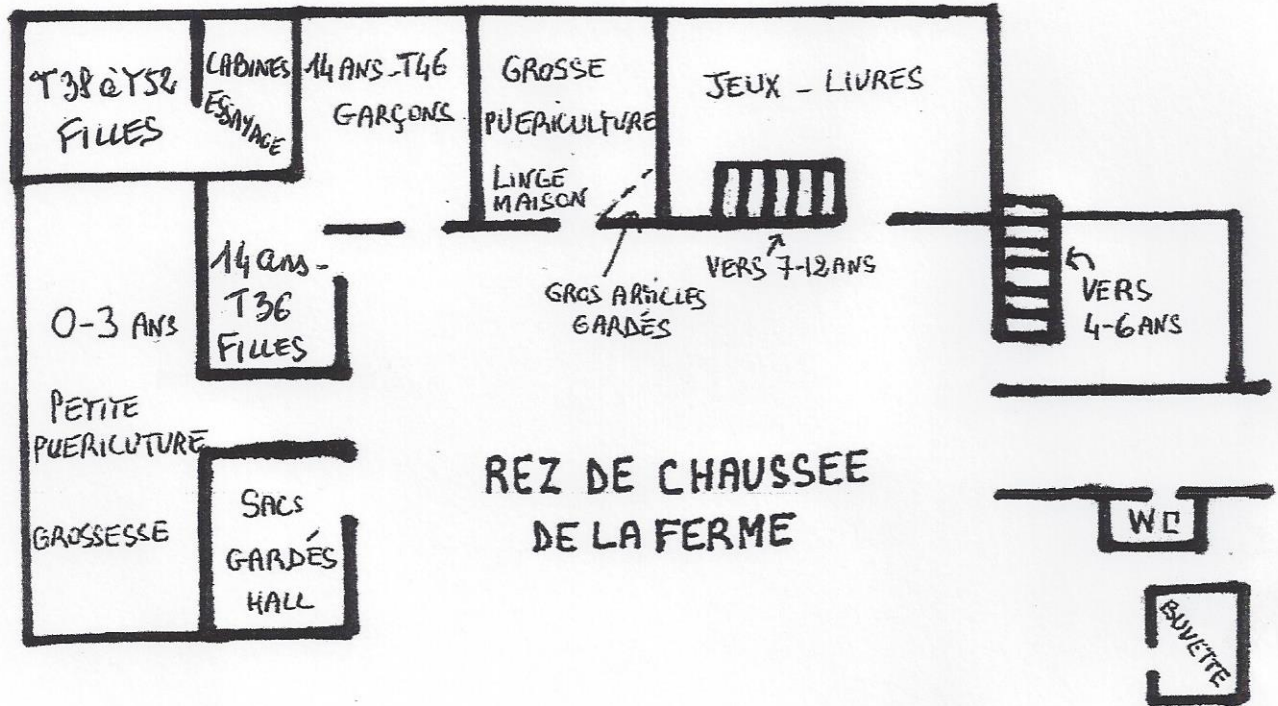 T38 à T52
FILLES
CABINES
ESSAYAGE
14 ANS - T46
GARÇONS
GROSSE
PUERICULTURE
LINGE
MAISON
JEUX - LIVRES
14 ans -
T36
FILLES
GROS ARTICLES
GARDÉS
VERS 7-12 ANS
VERS
4-6 ANS
0-3 ANS
PETITE
PUERICUTURE
GROSSESSE
SACS
GARDÉS
HALL
REZ DE CHAUSSEE
DE LA FERME
WC
BUVETTE